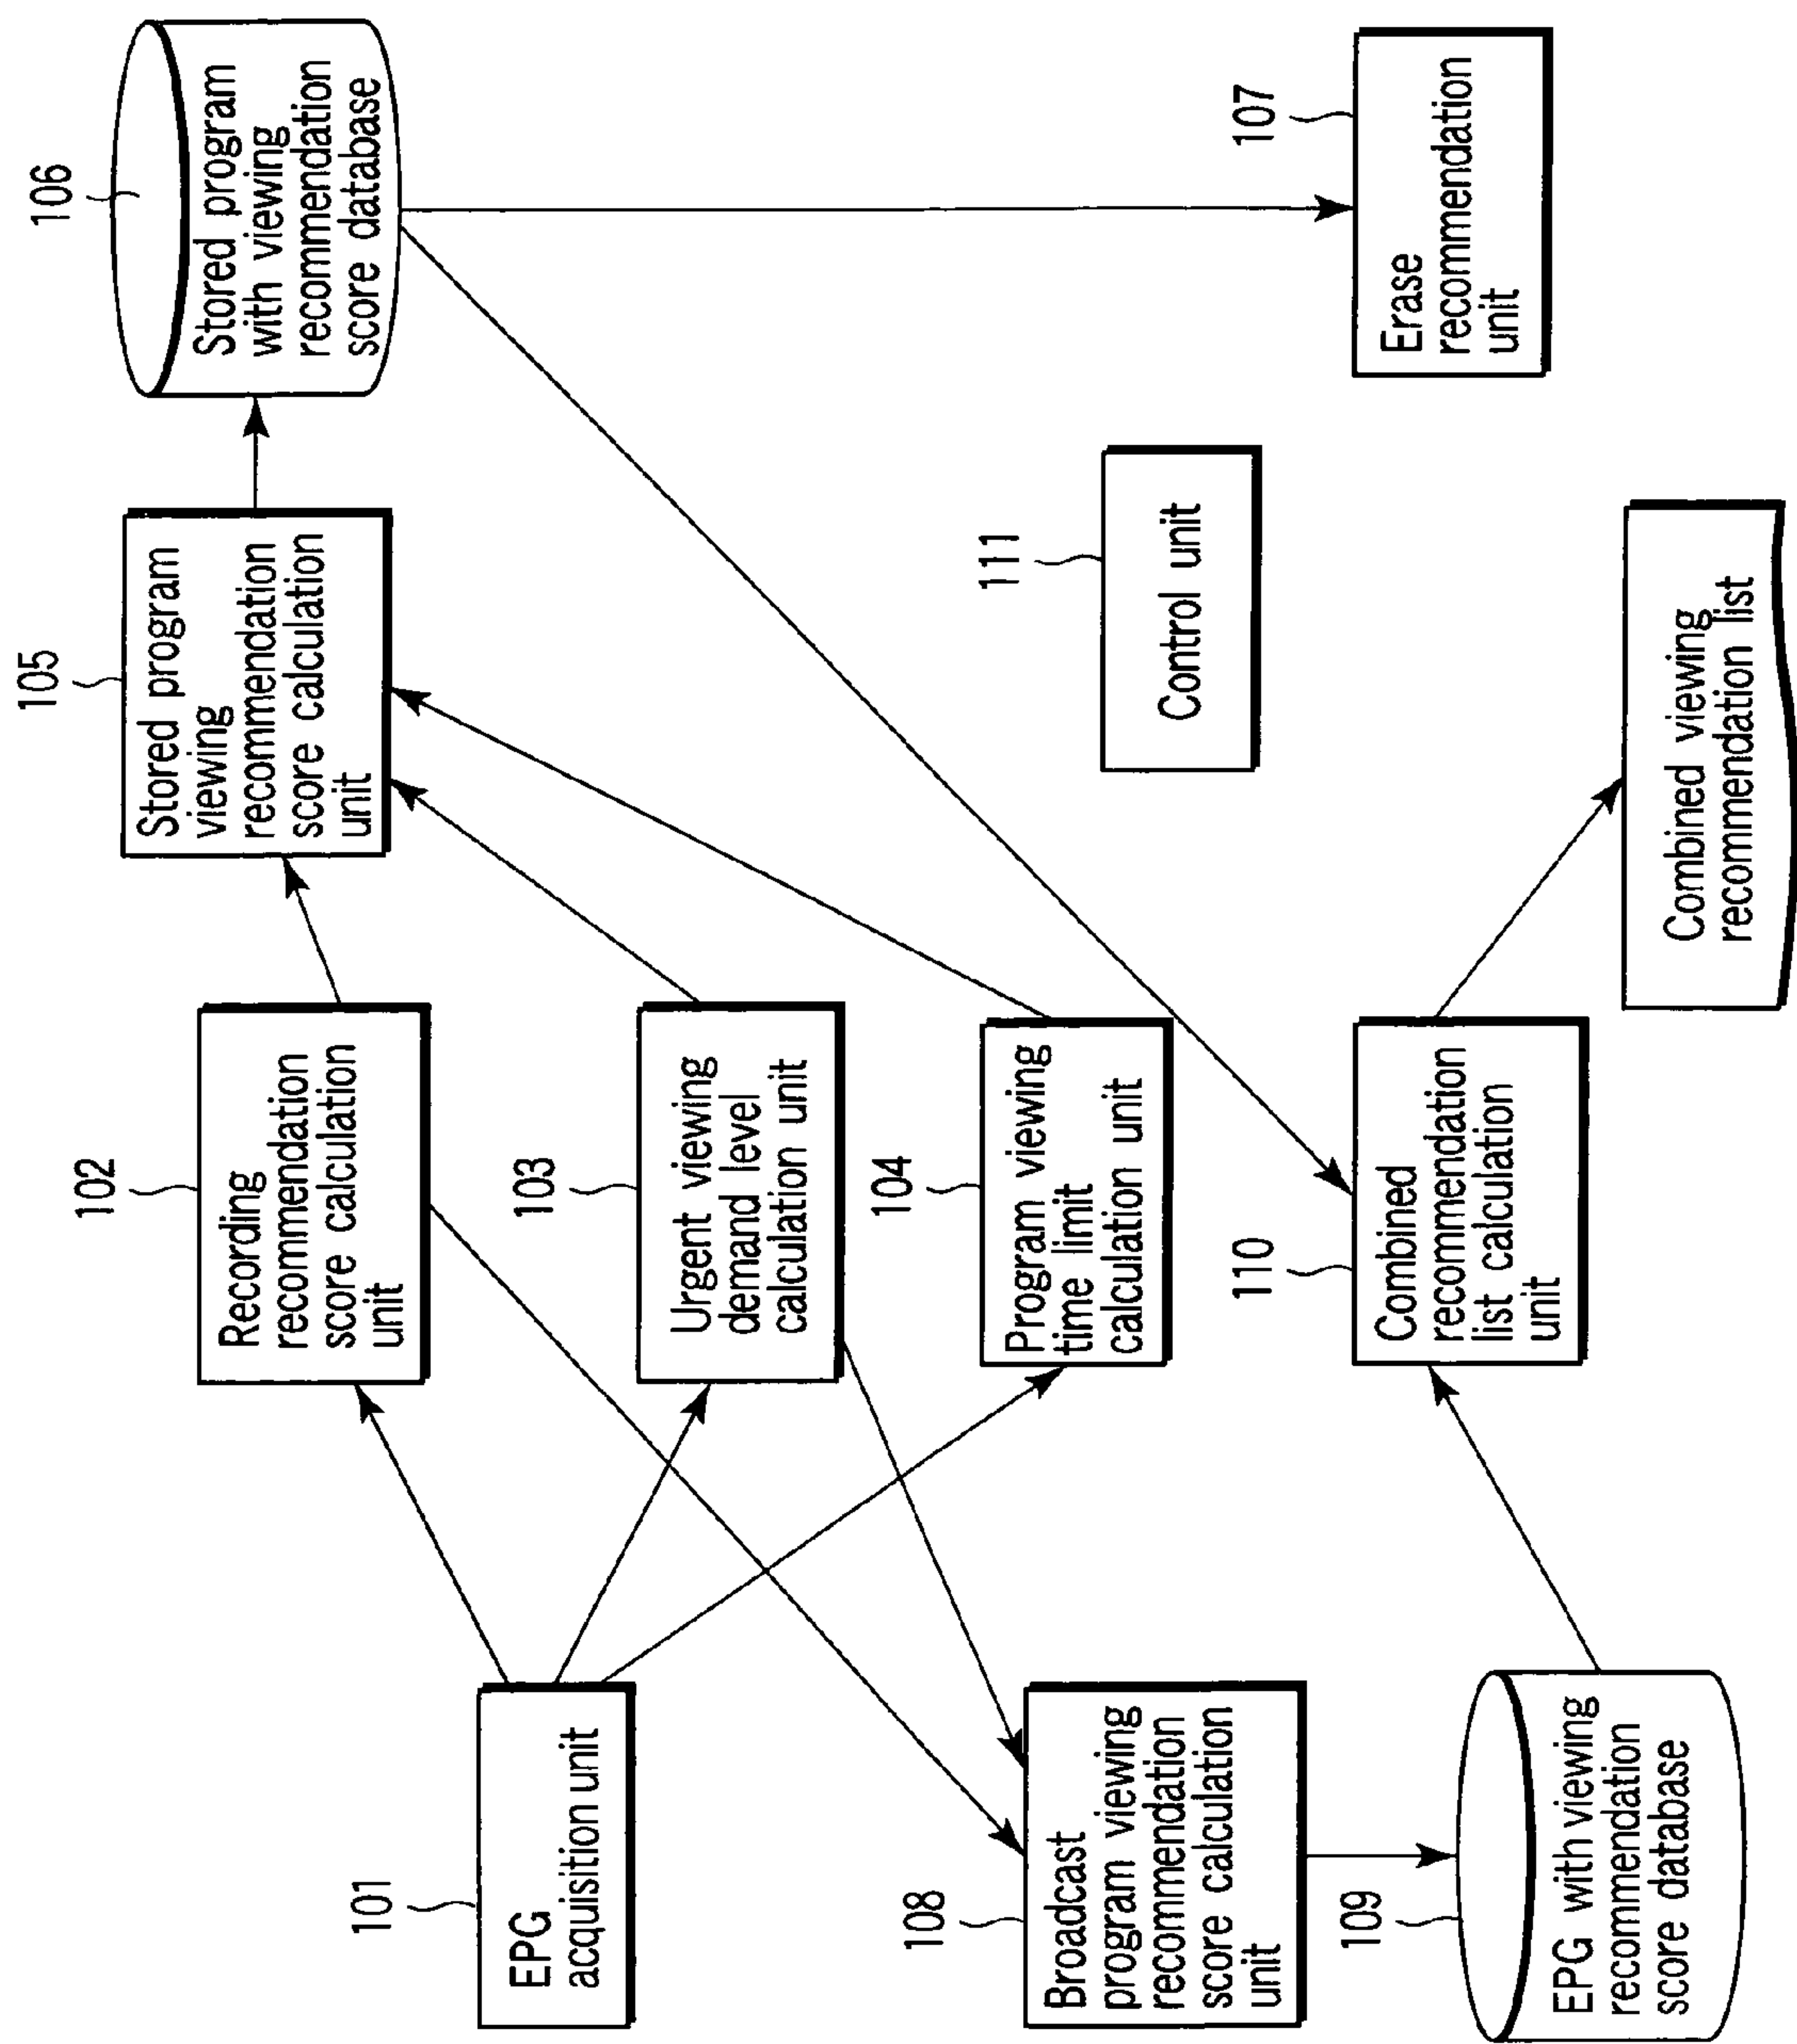 101
EPG
acquisition unit
102
Recording
recommendation
score calculation
unit
103
Urgent viewing
demand level
calculation unit
104
Program viewing
time limit
calculation unit
105
Stored program
viewing
recommendation
score calculation
unit
106
Stored program
with viewing
recommendation
score database
107
Erase
recommendation
unit
108
Broadcast
program viewing
recommendation
score calculation
unit
109
EPG with viewing
recommendation
score database
110
Combined
recommendation
list calculation
unit
111
Control unit
Combined viewing
recommendation list